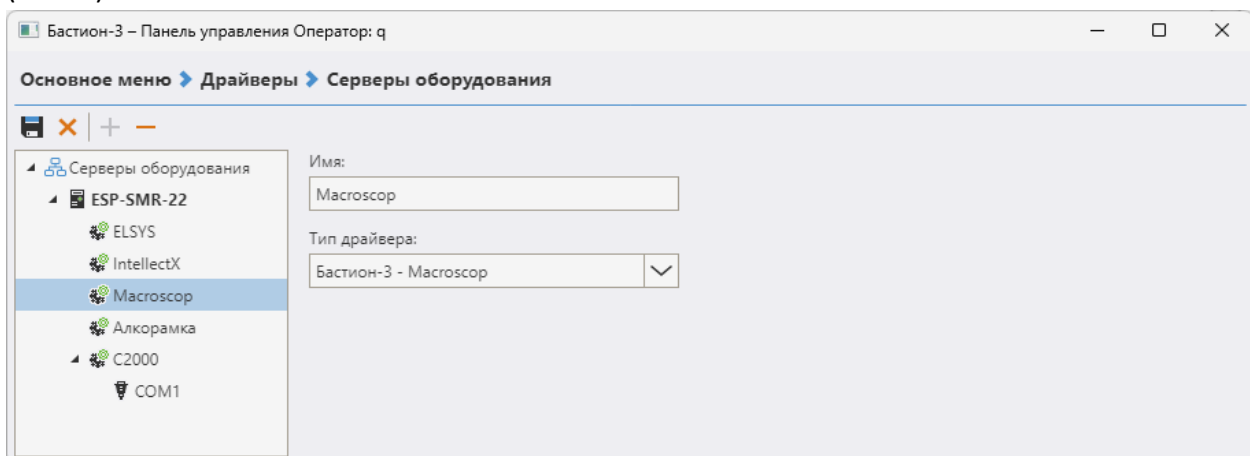 Бастион-3 – Панель управления Оператор: q
Основное меню Драйверы Серверы оборудования
Серверы оборудования
ESP-SMR-22
ELSYS
IntellectX
Macroscop
Алкорамка
С2000
COM1
Имя:
Macroscop
Тип драйвера:
Бастион-3 - Macroscop